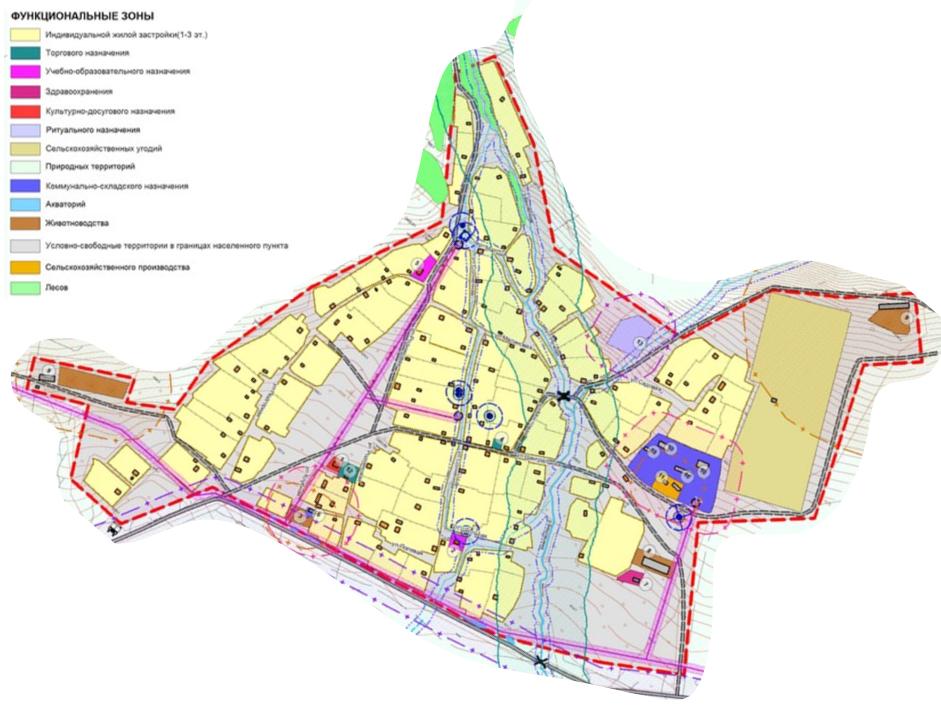 ФУНКЦИОНАЛЬНЫЕ ЗОНЫ
Индивидуальной жилой застройки(1-3 эт.)
Торгового назначения
Учебно-образовательного назначения
Здравоохранения
Культурно-досугового назначения
Ритуального назначения
Сельскохозяйственных угодий
Природных территорий
Коммунально-складского назначения
Акваторий
Животноводства
Условно-свободные территории в границах населенного пункта
Сельскохозяйственного производства
Лесов